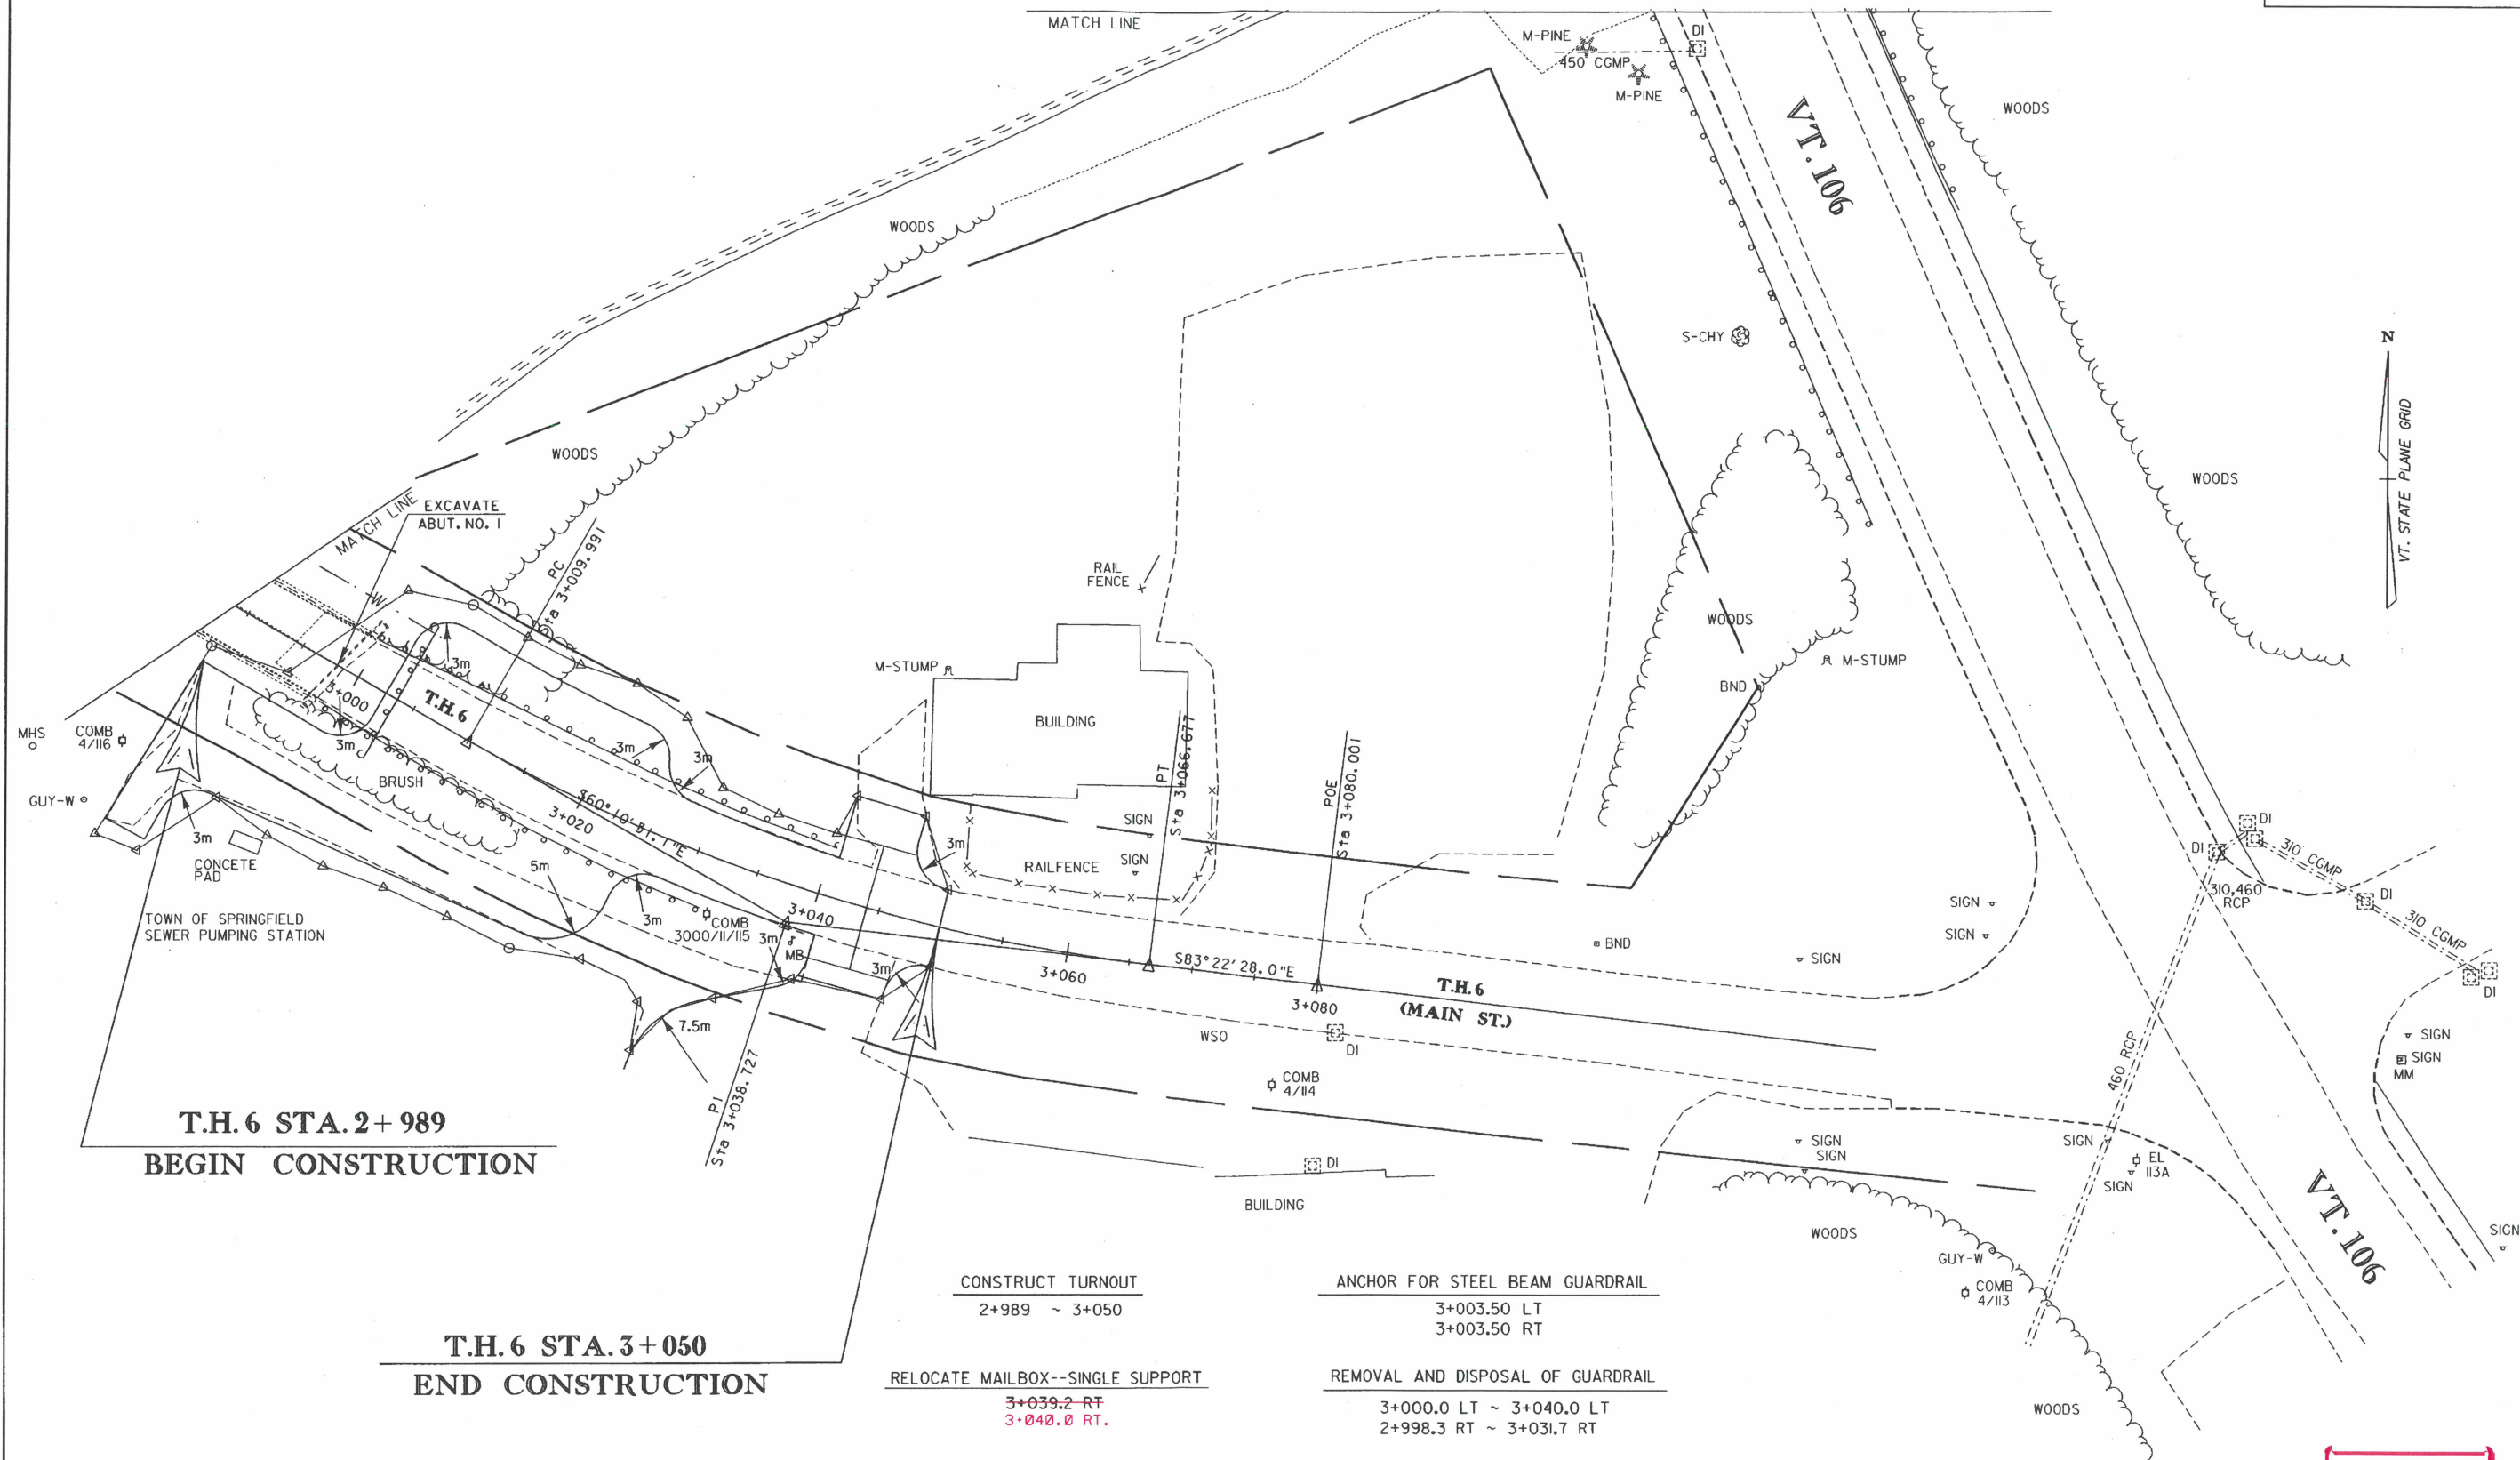 MATCH LINE
M-PINE
DI
450 CGMP
M-PINE
VT. 106
WOODS
WOODS
S-CHY
N
VT. STATE PLANE GRID
WOODS
WOODS
MATCH LINE
EXCAVATE
ABUT. NO. 1
PC
Sta 3+009.991
RAIL
FENCE
WOODS
-W-
3m
M-STUMP
M-STUMP
BND
3+000
T.H. 6
BUILDING
MHS
COMB
4/116
3m
3m
3m
PT
Sta 3+066.677
POE
Sta 3+080.001
BRUSH
GUY-W
S60°10'51.1"E
3+020
SIGN
3m
3m
CONCETE
PAD
5m
RAILFENCE
SIGN
DI
DI
310 CGMP
DI
310,460
RCP
310 CGMP
DI
TOWN OF SPRINGFIELD
SEWER PUMPING STATION
3m
COMB
3000/11/115
3+040
3m
MB
3m
3+060
S83°22'28.0"E
3+080
T.H. 6
(MAIN ST.)
BND
SIGN
SIGN
SIGN
7.5m
PI
Sta 3+038.727
WSO
DI
COMB
4/114
460 RCP
SIGN
SIGN
MM
SIGN
SIGN
SIGN
EL
113A
SIGN
DI
BUILDING
T.H. 6 STA. 2+989
BEGIN CONSTRUCTION
WOODS
GUY-W
COMB
4/113
VT. 106
SIGN
CONSTRUCT TURNOUT
2+989 ~ 3+050
ANCHOR FOR STEEL BEAM GUARDRAIL
3+003.50 LT
3+003.50 RT
T.H. 6 STA. 3+050
END CONSTRUCTION
RELOCATE MAILBOX--SINGLE SUPPORT
3+039.2 RT
3+040.0 RT.
REMOVAL AND DISPOSAL OF GUARDRAIL
3+000.0 LT ~ 3+040.0 LT
2+998.3 RT ~ 3+031.7 RT
WOODS